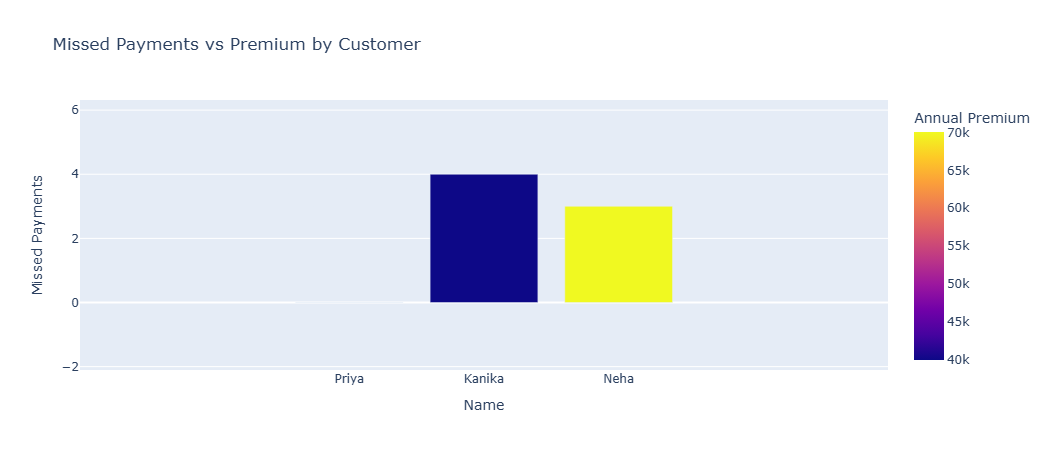 Missed Payments vs Premium by Customer
Annual Premium
6
4
2
0
−2
Missed Payments
Priya
Kanika
Neha
Name
70k
65k
60k
55k
50k
45k
40k